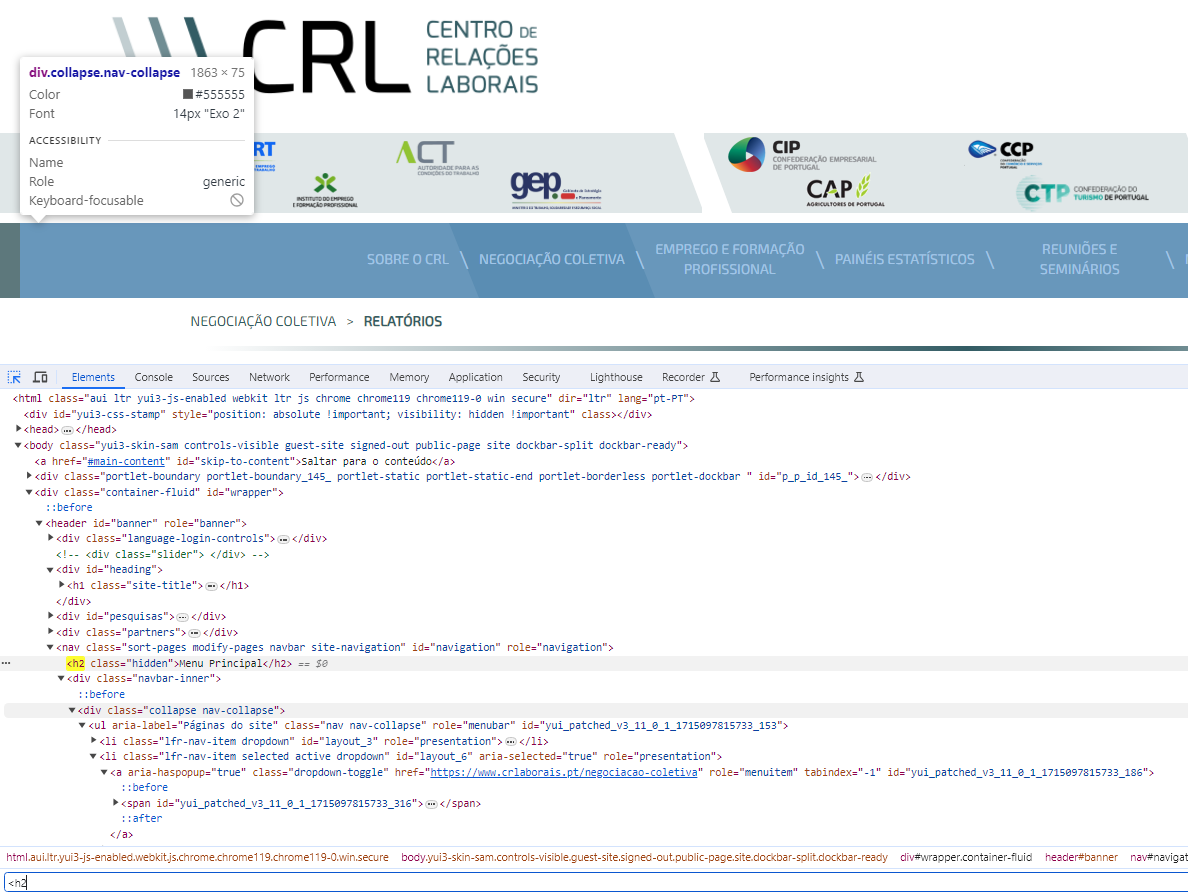 CRL CENTRO DE
RELAÇÕES
LABORAIS
div.collapse.nav-collapse 1863 × 75
Color #555555
Font 14px "Exo 2"
ACCESSIBILITY
Name
Role generic
Keyboard-focusable
RT
ACT
AUTORIDADE PARA AS
CONDIÇÕES DO TRABALHO
INSTITUTO DO EMPREGO
E FORMAÇÃO PROFISSIONAL
gep
CIP
CONFEDERAÇÃO EMPRESARIAL
DE PORTUGAL
CCP
CAP
AGRICULTORES DE PORTUGAL
CTP CONFEDERAÇÃO DO
TURISMO DE PORTUGAL
SOBRE O CRL \ NEGOCIAÇÃO COLETIVA \ EMPREGO E FORMAÇÃO PROFISSIONAL \ PAINÉIS ESTATÍSTICOS \ REUNIÕES E SEMINÁRIOS \
NEGOCIAÇÃO COLETIVA > RELATÓRIOS
Elements Console Sources Network Performance Memory Application Security Lighthouse Recorder Performance insights
<html class="aui ltr yui3-js-enabled webkit ltr js chrome chrome119 chrome119-0 win secure" dir="ltr" lang="pt-PT">
<div id="yui3-css-stamp" style="position: absolute !important; visibility: hidden !important" class></div>
<head>…</head>
<body class="yui3-skin-sam controls-visible guest-site signed-out public-page site dockbar-split dockbar-ready">
<a href="#main-content" id="skip-to-content">Saltar para o conteúdo</a>
<div class="portlet-boundary portlet-boundary_145_ portlet-static portlet-static-end portlet-borderless portlet-dockbar " id="p_p_id_145_">…</div>
<div class="container-fluid" id="wrapper">
::before
<header id="banner" role="banner">
<div class="language-login-controls">…</div>
<!-- <div class="slider"> </div> -->
<div id="heading">
<h1 class="site-title">…</h1>
</div>
<div id="pesquisas">…</div>
<div class="partners">…</div>
<nav class="sort-pages modify-pages navbar site-navigation" id="navigation" role="navigation">
… <h2 class="hidden">Menu Principal</h2> == $0
<div class="navbar-inner">
::before
<div class="collapse nav-collapse">
<ul aria-label="Páginas do site" class="nav nav-collapse" role="menubar" id="yui_patched_v3_11_0_1_1715097815733_153">
<li class="lfr-nav-item dropdown" id="layout_3" role="presentation">…</li>
<li class="lfr-nav-item selected active dropdown" id="layout_6" aria-selected="true" role="presentation">
<a aria-haspopup="true" class="dropdown-toggle" href="https://www.crlaborais.pt/negociacao-coletiva" role="menuitem" tabindex="-1" id="yui_patched_v3_11_0_1_1715097815733_186">
::before
<span id="yui_patched_v3_11_0_1_1715097815733_316">…</span>
::after
</a>
html.aui.ltr.yui3-js-enabled.webkit.js.chrome.chrome119.chrome119-0.win.secure body.yui3-skin-sam.controls-visible.guest-site.signed-out.public-page.site.dockbar-split.dockbar-ready div#wrapper.container-fluid header#banner nav#navigat
<h2